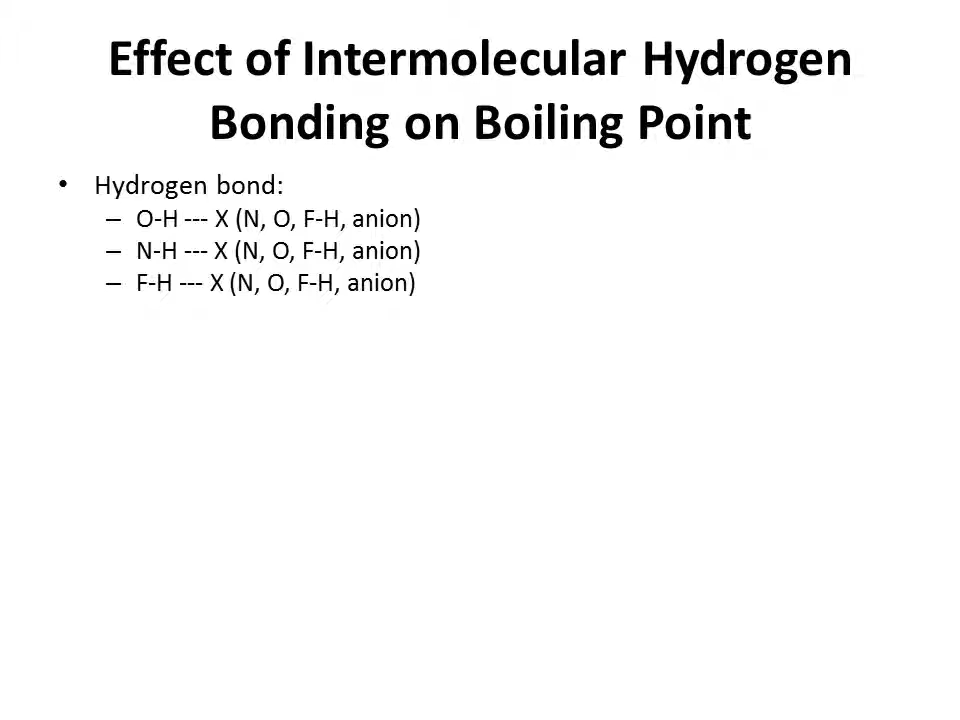 Effect of Intermolecular Hydrogen
Bonding on Boiling Point
• Hydrogen bond:
– O-H --- X (N, O, F-H, anion)
– N-H --- X (N, O, F-H, anion)
– F-H --- X (N, O, F-H, anion)